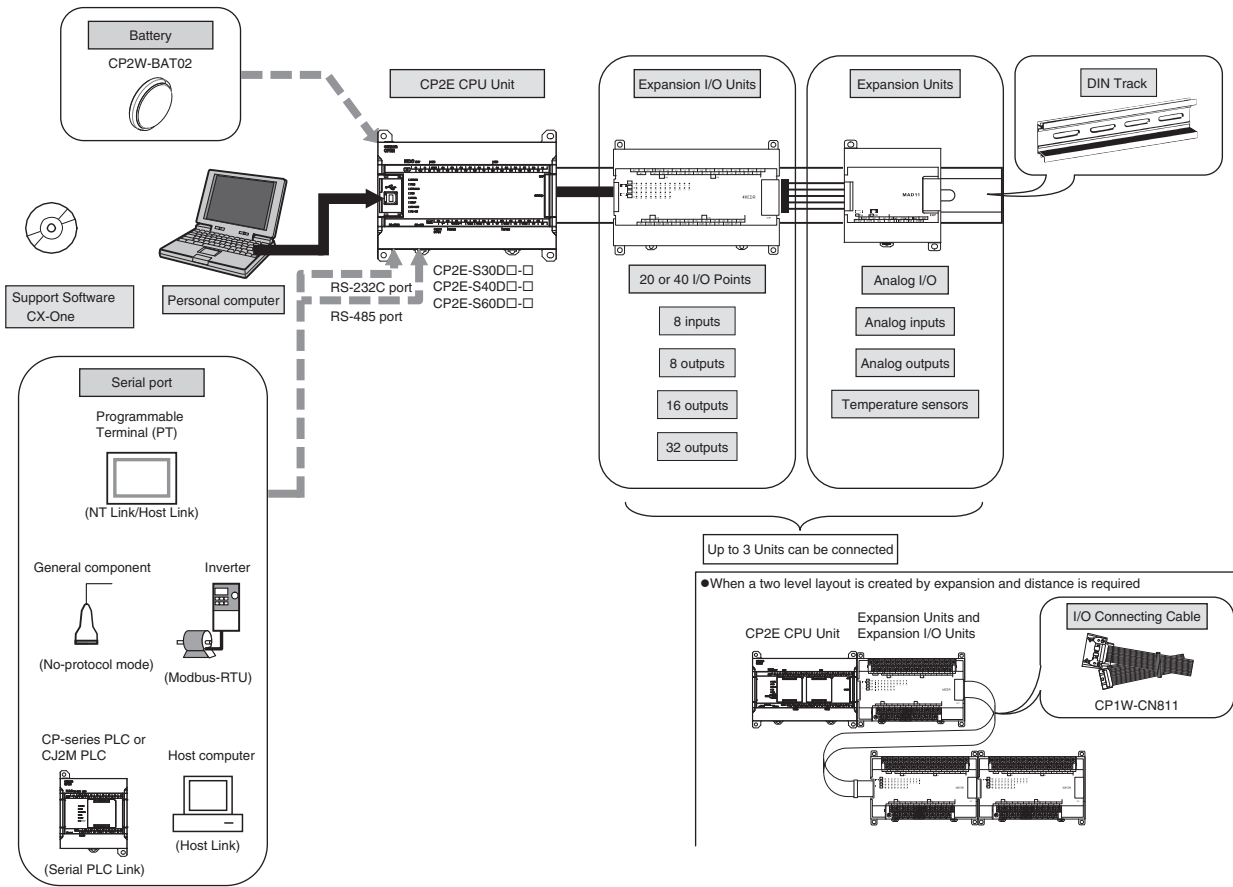 Battery
CP2W-BAT02
CP2E CPU Unit
Expansion I/O Units
Expansion Units
DIN Track
MAD11
Support Software
CX-One
Personal computer
RS-232C port
RS-485 port
CP2E-S30D□-□
CP2E-S40D□-□
CP2E-S60D□-□
20 or 40 I/O Points
8 inputs
8 outputs
16 outputs
32 outputs
Analog I/O
Analog inputs
Analog outputs
Temperature sensors
Serial port
Programmable
Terminal (PT)
(NT Link/Host Link)
General component
(No-protocol mode)
Inverter
(Modbus-RTU)
CP-series PLC or
CJ2M PLC
(Serial PLC Link)
Host computer
(Host Link)
Up to 3 Units can be connected
●When a two level layout is created by expansion and distance is required
CP2E CPU Unit
Expansion Units and
Expansion I/O Units
I/O Connecting Cable
CP1W-CN811